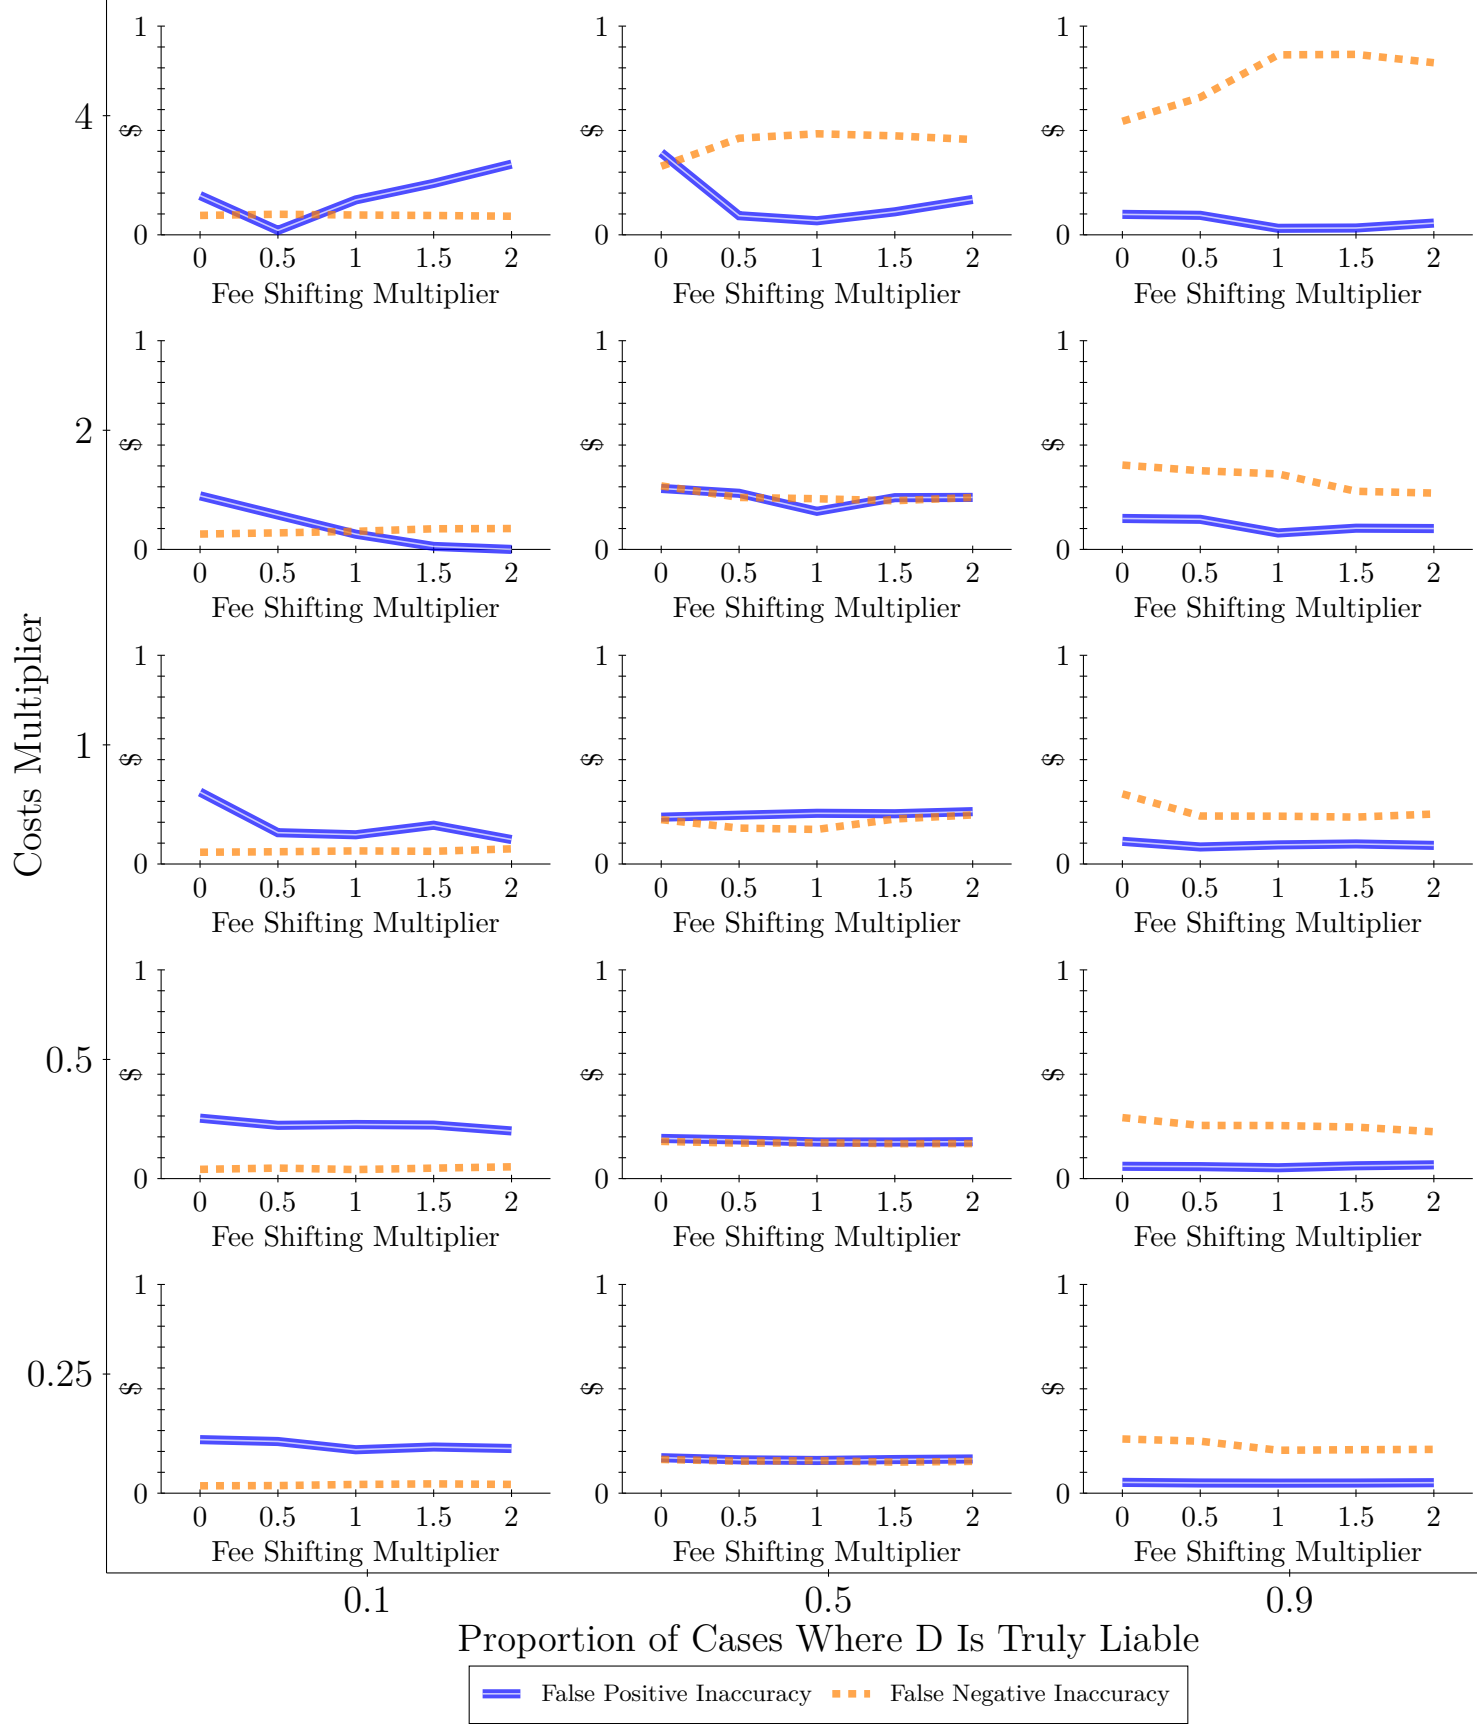 Costs Multiplier
4
1
$
0
0 0.5 1 1.5 2
Fee Shifting Multiplier
1
$
0
0 0.5 1 1.5 2
Fee Shifting Multiplier
1
$
0
0 0.5 1 1.5 2
Fee Shifting Multiplier
2
1
$
0
0 0.5 1 1.5 2
Fee Shifting Multiplier
1
$
0
0 0.5 1 1.5 2
Fee Shifting Multiplier
1
$
0
0 0.5 1 1.5 2
Fee Shifting Multiplier
1
1
$
0
0 0.5 1 1.5 2
Fee Shifting Multiplier
1
$
0
0 0.5 1 1.5 2
Fee Shifting Multiplier
1
$
0
0 0.5 1 1.5 2
Fee Shifting Multiplier
0.5
1
$
0
0 0.5 1 1.5 2
Fee Shifting Multiplier
1
$
0
0 0.5 1 1.5 2
Fee Shifting Multiplier
1
$
0
0 0.5 1 1.5 2
Fee Shifting Multiplier
0.25
1
$
0
0 0.5 1 1.5 2
Fee Shifting Multiplier
1
$
0
0 0.5 1 1.5 2
Fee Shifting Multiplier
1
$
0
0 0.5 1 1.5 2
Fee Shifting Multiplier
0.1 0.5 0.9
Proportion of Cases Where D Is Truly Liable
False Positive Inaccuracy False Negative Inaccuracy